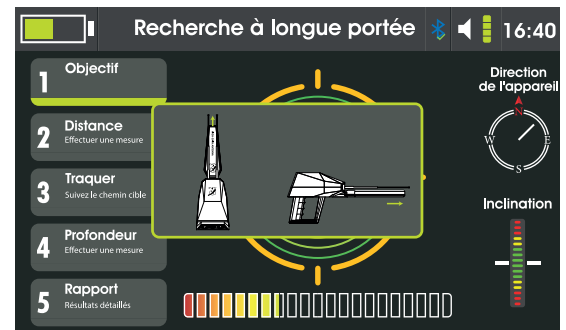 Recherche à longue portée
16:40
1 Objectif
2 Distance
Effectuer une mesure
3 Traquer
Suivez le chemin cible
4 Profondeur
Effectuer une mesure
5 Rapport
Résultats détaillés
Direction
de l'appareil
N
W E
S
Inclination